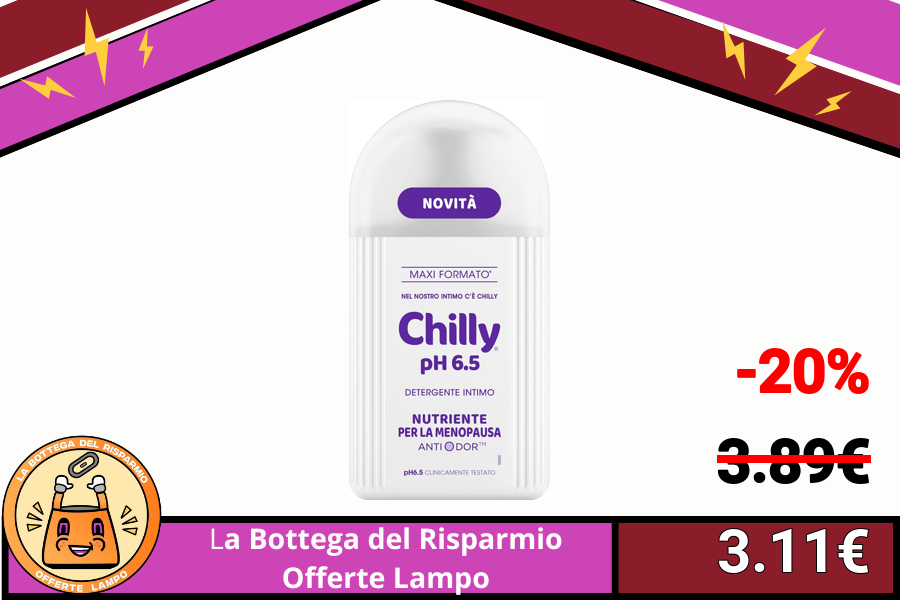 NOVITÀ
MAXI FORMATO*
NEL NOSTRO INTIMO C'È CHILLY
Chilly®
pH 6.5
DETERGENTE INTIMO
NUTRIENTE
PER LA MENOPAUSA
ANTI ODOR™
pH6.5 CLINICAMENTE TESTATO
-20%
3.89€
3.11€
LA BOTTEGA DEL RISPARMIO
OFFERTE LAMPO
La Bottega del Risparmio
Offerte Lampo